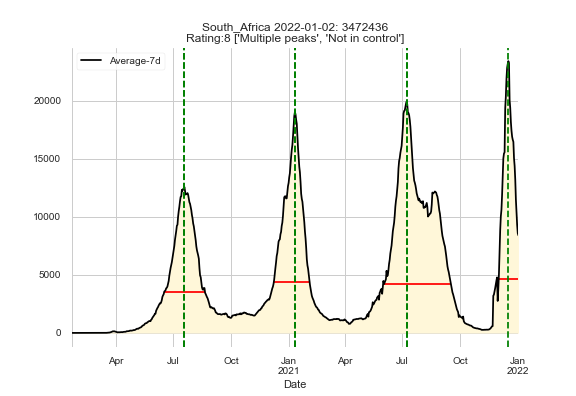 South_Africa 2022-01-02: 3472436
Rating:8 ['Multiple peaks', 'Not in control']
Average-7d
20000
15000
10000
5000
0
Apr
Jul
Oct
Jan
2021
Apr
Jul
Oct
Jan
2022
Date